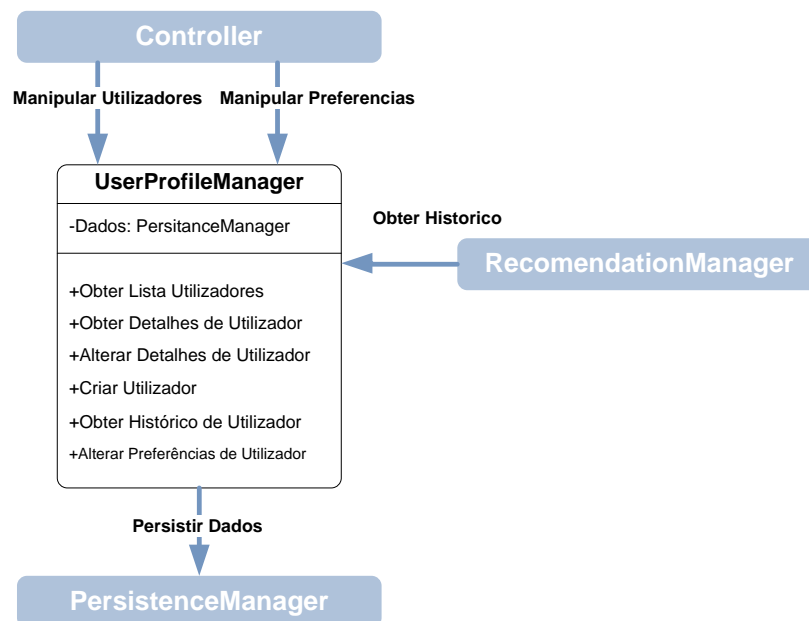 Controller
Manipular Utilizadores
Manipular Preferencias
UserProfileManager
-Dados: PersitanceManager
Obter Historico
RecomendationManager
+Obter Lista Utilizadores
+Obter Detalhes de Utilizador
+Alterar Detalhes de Utilizador
+Criar Utilizador
+Obter Histórico de Utilizador
+Alterar Preferências de Utilizador
Persistir Dados
PersistenceManager